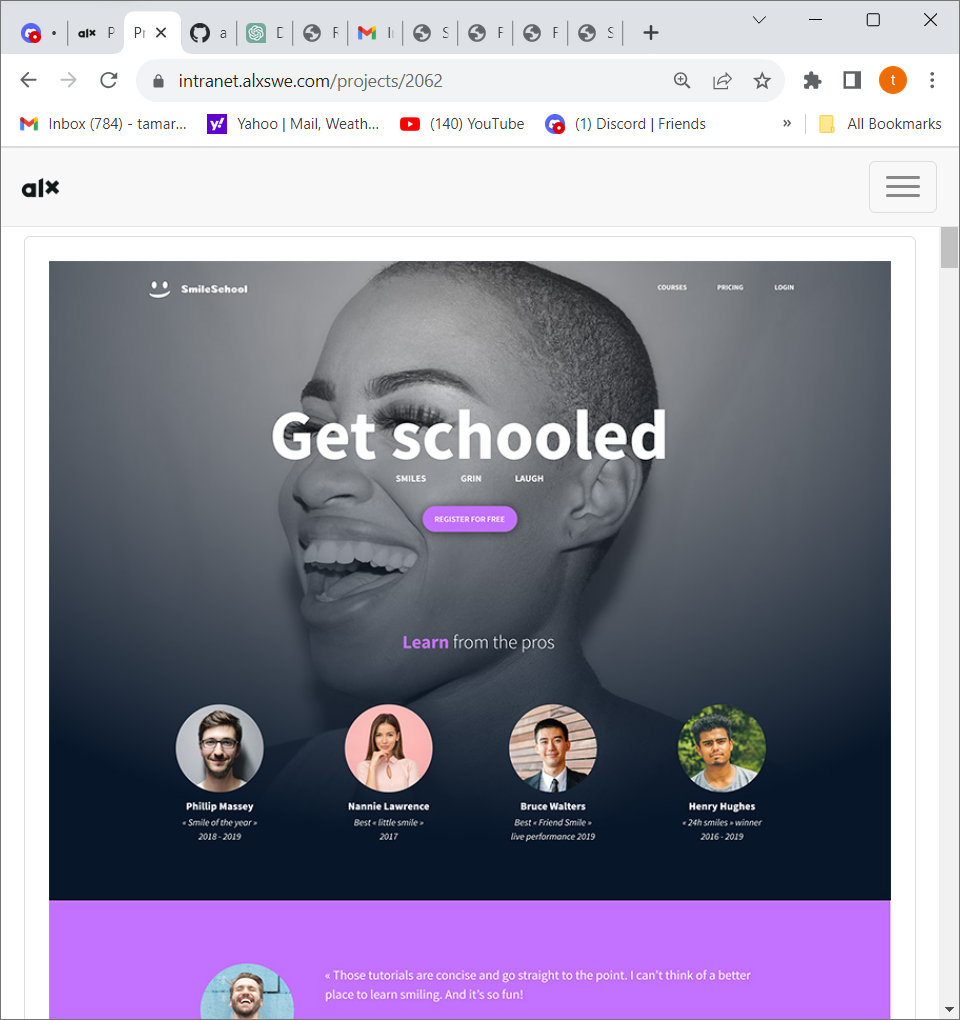 alx P
Pr
a
D
F
I
S
F
F
S
intranet.alxswe.com/projects/2062
t
Inbox (784) - tamar...
y! Yahoo | Mail, Weath...
(140) YouTube
(1) Discord | Friends
»
All Bookmarks
alx
SmileSchool
COURSES PRICING LOGIN
Get schooled
SMILES GRIN LAUGH
REGISTER FOR FREE
Learn from the pros
Phillip Massey Nannie Lawrence Bruce Walters Henry Hughes
« Smile of the year » Best « little smile » Best « Friend Smile » « 24h smiles » winner
2018 - 2019 2017 live performance 2019 2016 - 2019
« Those tutorials are concise and go straight to the point. I can't think of a better
place to learn smiling. And it's so fun!